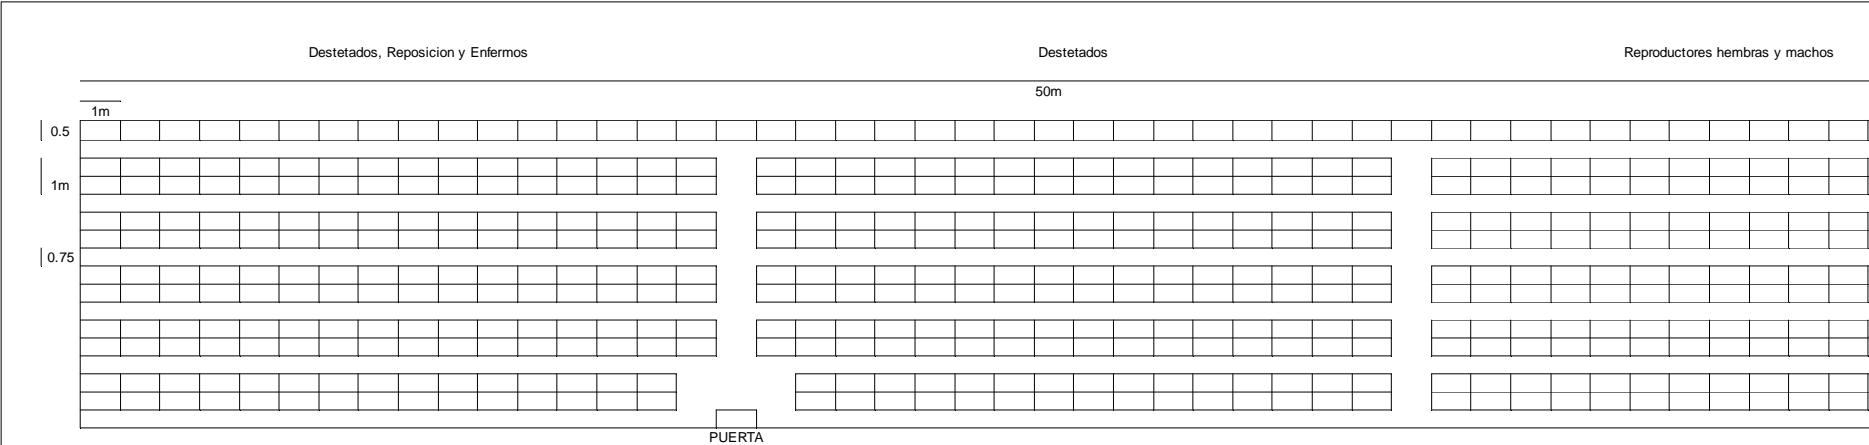 Destetados, Reposicion y Enfermos
Destetados
Reproductores hembras y machos
50m
1m
0.5
1m
0.75
PUERTA